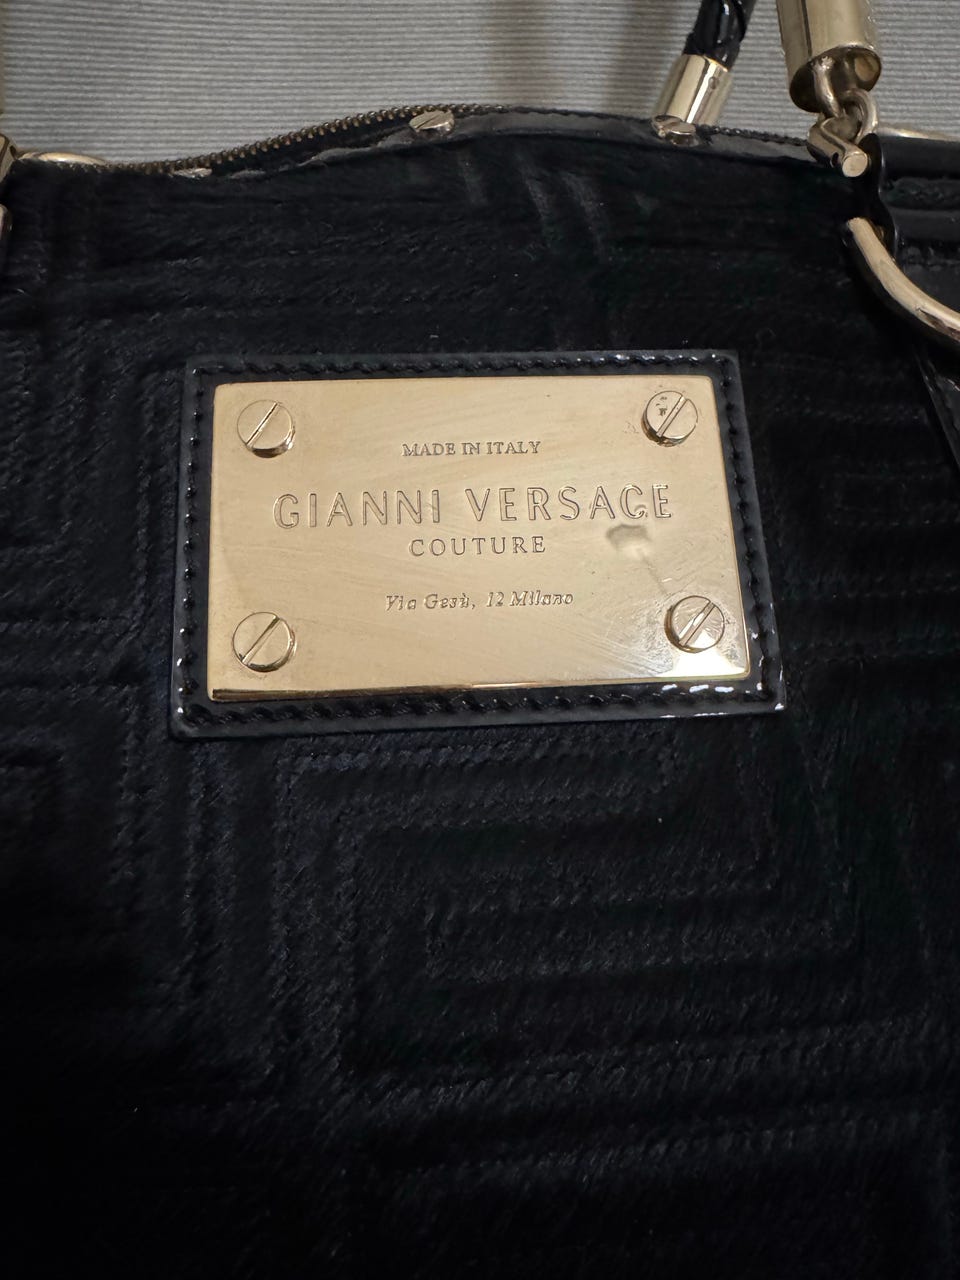 MADE IN ITALY
GIANNI VERSACE
COUTURE
Via Gesù, 12 Milano